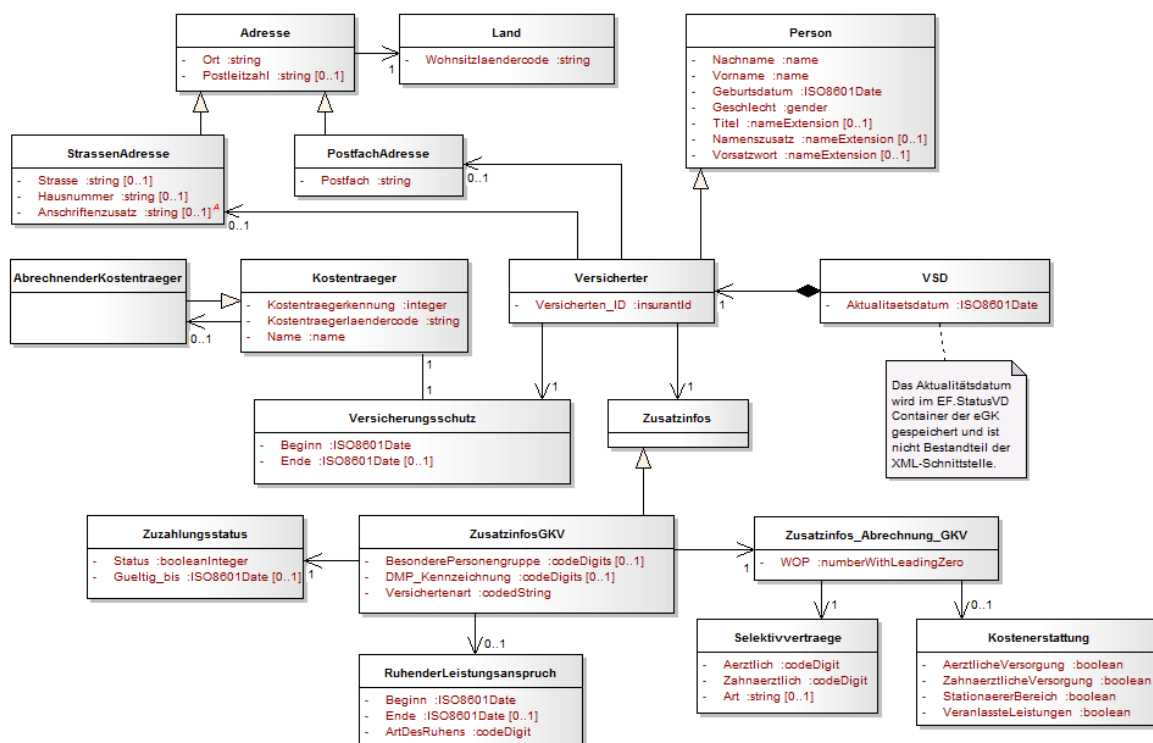 Adresse
- Ort :string
- Postleitzahl :string [0..1]
1
Land
- Wohnsitzlaendercode :string
Person
- Nachname :name
- Vorname :name
- Geburtsdatum :ISO8601Date
- Geschlecht :gender
- Titel :nameExtension [0..1]
- Namenszusatz :nameExtension [0..1]
- Vorsatzwort :nameExtension [0..1]
StrassenAdresse
- Strasse :string [0..1]
- Hausnummer :string [0..1]
- Anschriftenzusatz :string [0..1]
0..1
PostfachAdresse
- Postfach :string
0..1
AbrechnenderKostentraeger
0..1
Kostentraeger
- Kostentraegerkennung :integer
- Kostentraegerlaendercode :string
- Name :name
1
1
Versicherter
- Versicherten_ID :insurantId
1
VSD
- Aktualitaetsdatum :ISO8601Date
Das Aktualitätsdatum
wird im EF.StatusVD
Container der eGK
gespeichert und ist
nicht Bestandteil der
XML-Schnittstelle.
1
1
Versicherungsschutz
- Beginn :ISO8601Date
- Ende :ISO8601Date [0..1]
Zusatzinfos
Zuzahlungsstatus
- Status :booleanInteger
- Gueltig_bis :ISO8601Date [0..1]
1
ZusatzinfosGKV
- BesonderePersonengruppe :codeDigits [0..1]
- DMP_Kennzeichnung :codeDigits [0..1]
- Versichertenart :codedString
1
Zusatzinfos_Abrechnung_GKV
- WOP :numberWithLeadingZero
0..1
1
0..1
RuhenderLeistungsanspruch
- Beginn :ISO8601Date
- Ende :ISO8601Date [0..1]
- ArtDesRuhens :codeDigit
Selektivvertraege
- Aerztlich :codeDigit
- Zahnaerztlich :codeDigit
- Art :string [0..1]
Kostenerstattung
- AerztlicheVersorgung :boolean
- ZahnaerztlicheVersorgung :boolean
- StationaererBereich :boolean
- VeranlassteLeistungen :boolean